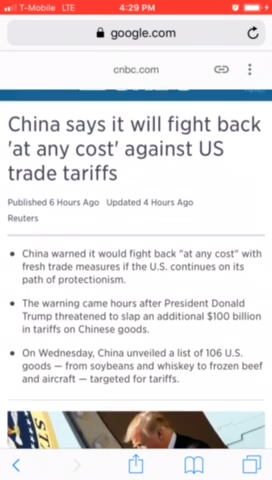 T-Mobile LTE 4:29 PM
google.com
cnbc.com
China says it will fight back
'at any cost' against US
trade tariffs
Published 6 Hours Ago Updated 4 Hours Ago
Reuters
• China warned it would fight back "at any cost" with
fresh trade measures if the U.S. continues on its
path of protectionism.
• The warning came hours after President Donald
Trump threatened to slap an additional $100 billion
in tariffs on Chinese goods.
• On Wednesday, China unveiled a list of 106 U.S.
goods — from soybeans and whiskey to frozen beef
and aircraft — targeted for tariffs.